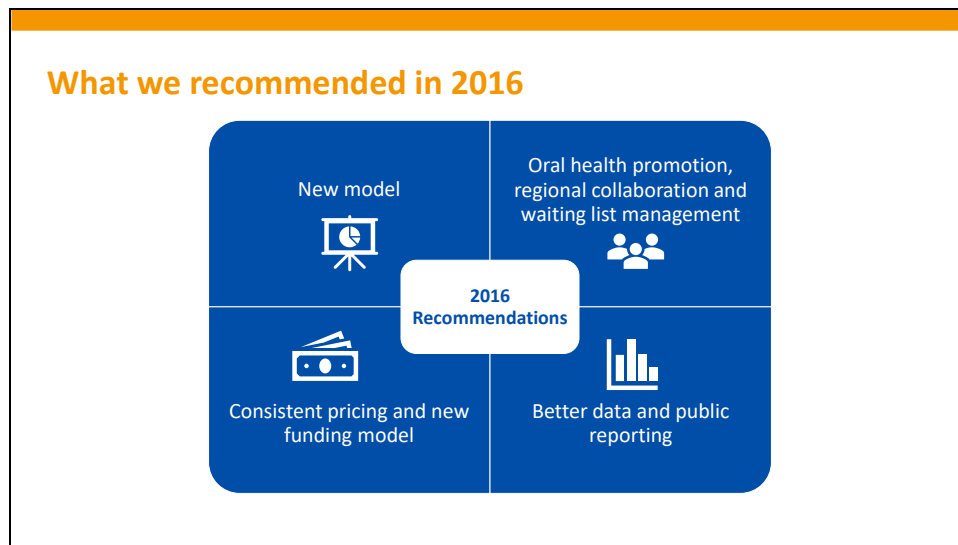 What we recommended in 2016
New model
Oral health promotion,
regional collaboration and
waiting list management
2016
Recommendations
Consistent pricing and new
funding model
Better data and public
reporting